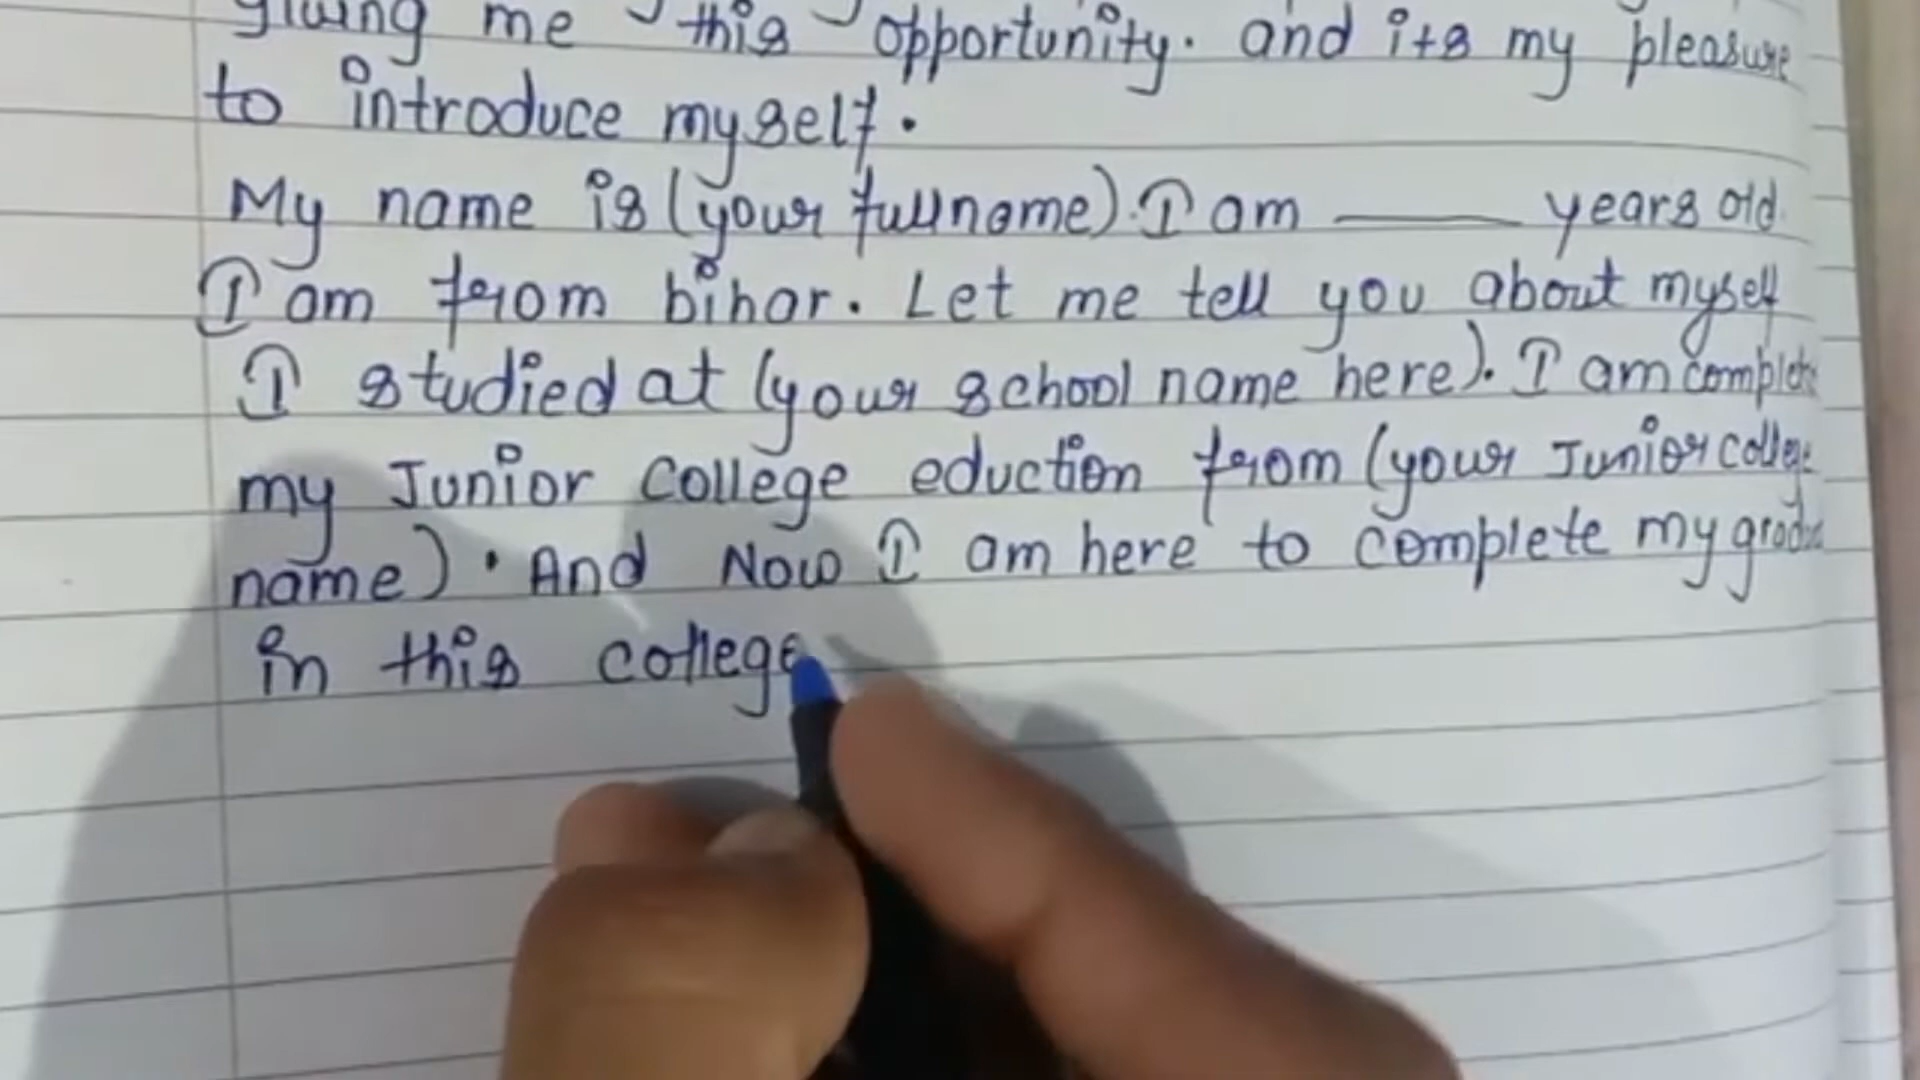 giving me this opportunity. and its my pleasure
to introduce myself.
My name is (your fullname). I am ______ years old.
I am from bihar. Let me tell you about myself
I studied at (your school name here). I am complete
my Junior college eduction from (your Junior college
name). And Now I am here to complete my
in this college